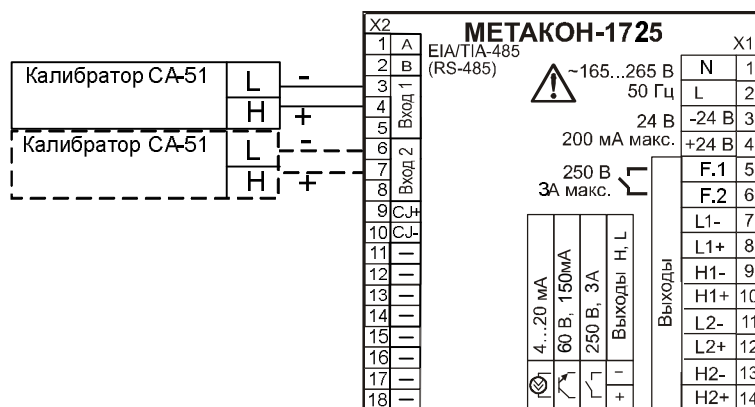 X2
МЕТАКОН-1725
X1
1 A
2 B
EIA/TIA-485
(RS-485)
3
4
5
Вход 1
6
7
8
Вход 2
9 CJ+
10 CJ-
11 –
12 –
13 –
14 –
15 –
16 –
17 –
18 –
Калибратор СА-51
L -
H +
Калибратор СА-51
L -
H +
~165...265 В
50 Гц
24 В
200 мА макс.
250 В
3А макс.
N 1
L 2
-24 В 3
+24 В 4
F.1 5
F.2 6
L1- 7
L1+ 8
H1- 9
H1+ 10
L2- 11
L2+ 12
H2- 13
H2+ 14
Выходы
4...20 мА
60 В, 150мА
250 В, 3А
Выходы H, L
–
+